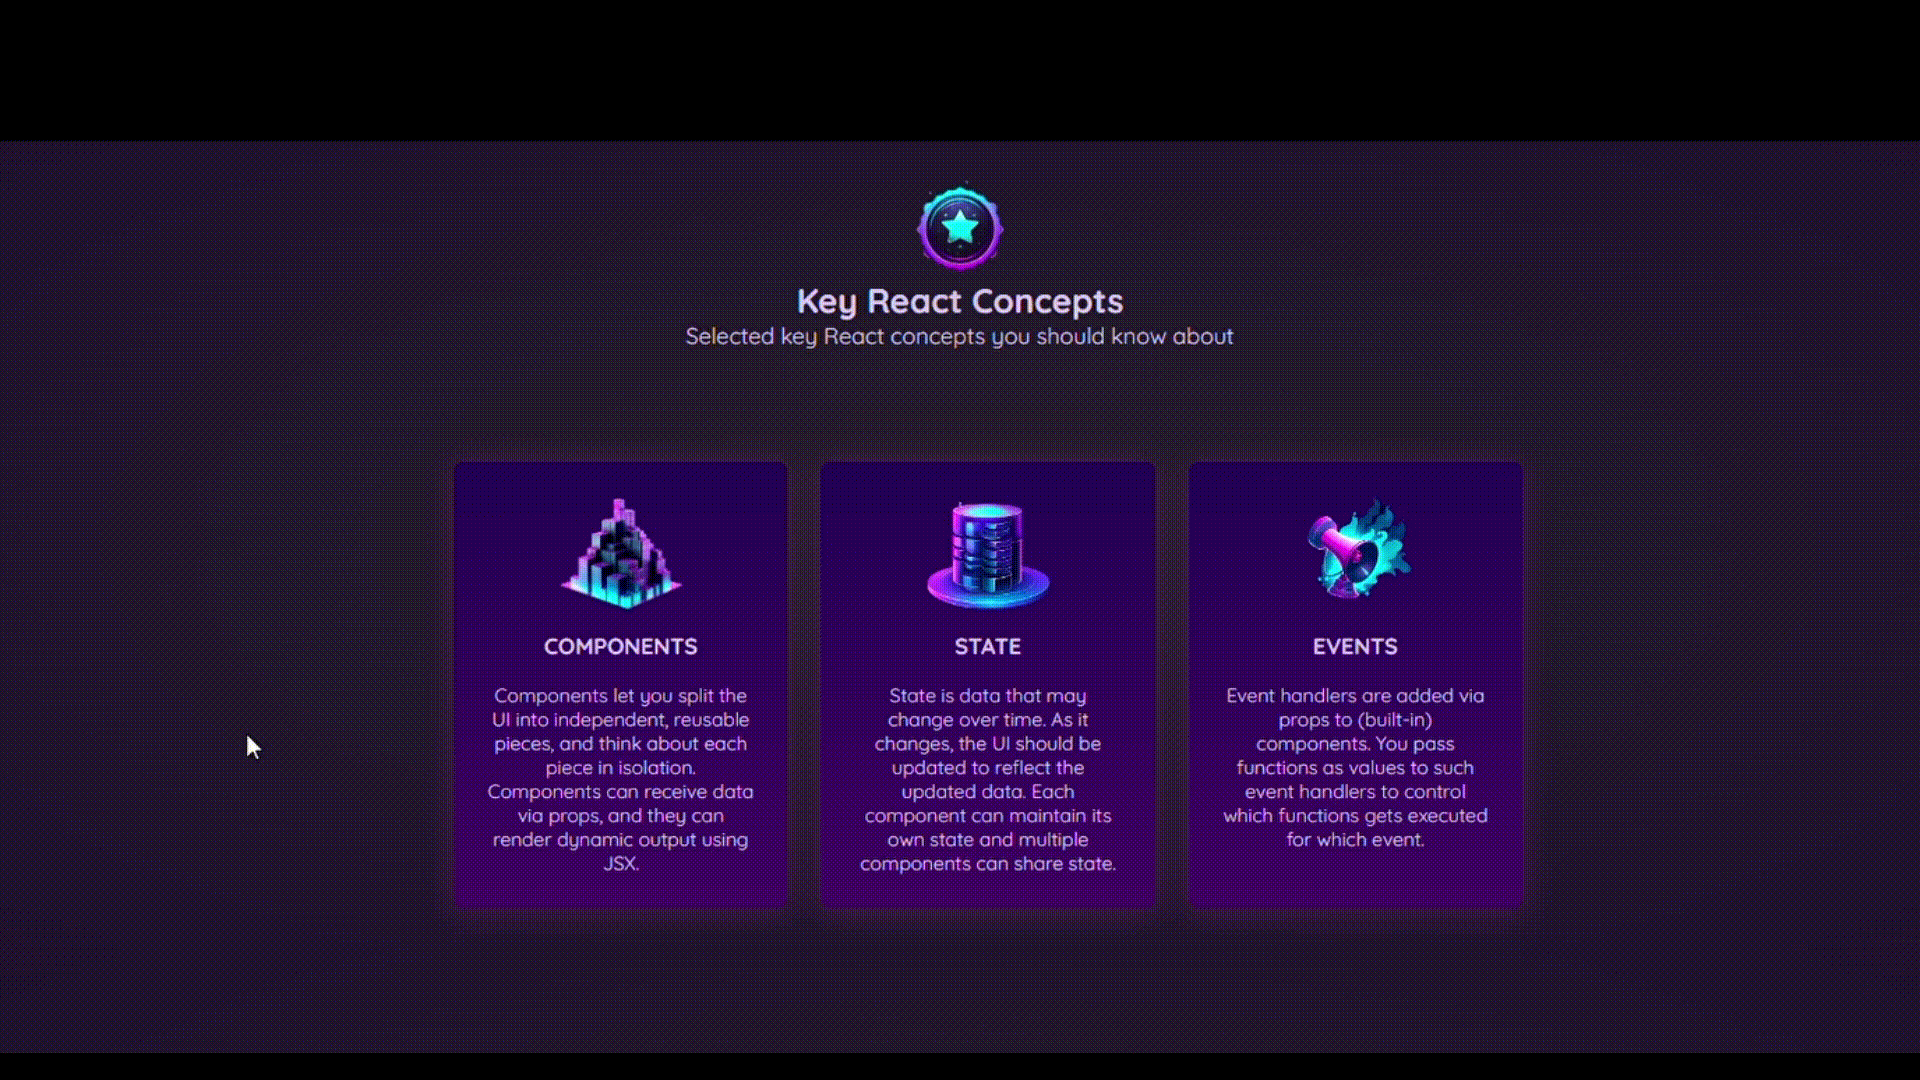 Key React Concepts
Selected key React concepts you should know about
COMPONENTS
Components let you split the
UI into independent, reusable
pieces, and think about each
piece in isolation.
Components can receive data
via props, and they can
render dynamic output using
JSX.
STATE
State is data that may
change over time. As it
changes, the UI should be
updated to reflect the
updated data. Each
component can maintain its
own state and multiple
components can share state.
EVENTS
Event handlers are added via
props to (built-in)
components. You pass
functions as values to such
event handlers to control
which functions gets executed
for which event.